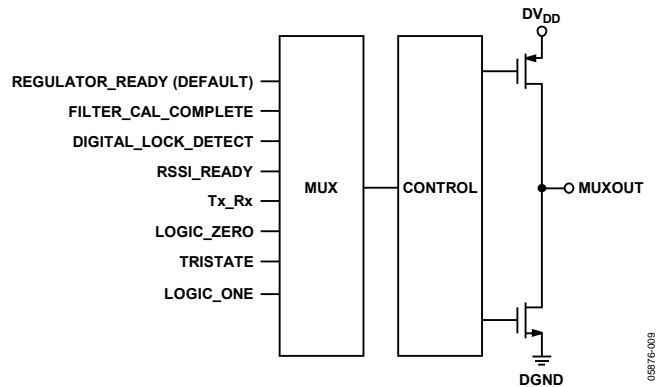 DVDD
REGULATOR_READY (DEFAULT)
FILTER_CAL_COMPLETE
DIGITAL_LOCK_DETECT
RSSI_READY
Tx_Rx
LOGIC_ZERO
TRISTATE
LOGIC_ONE
MUX
CONTROL
MUXOUT
DGND
05876-009